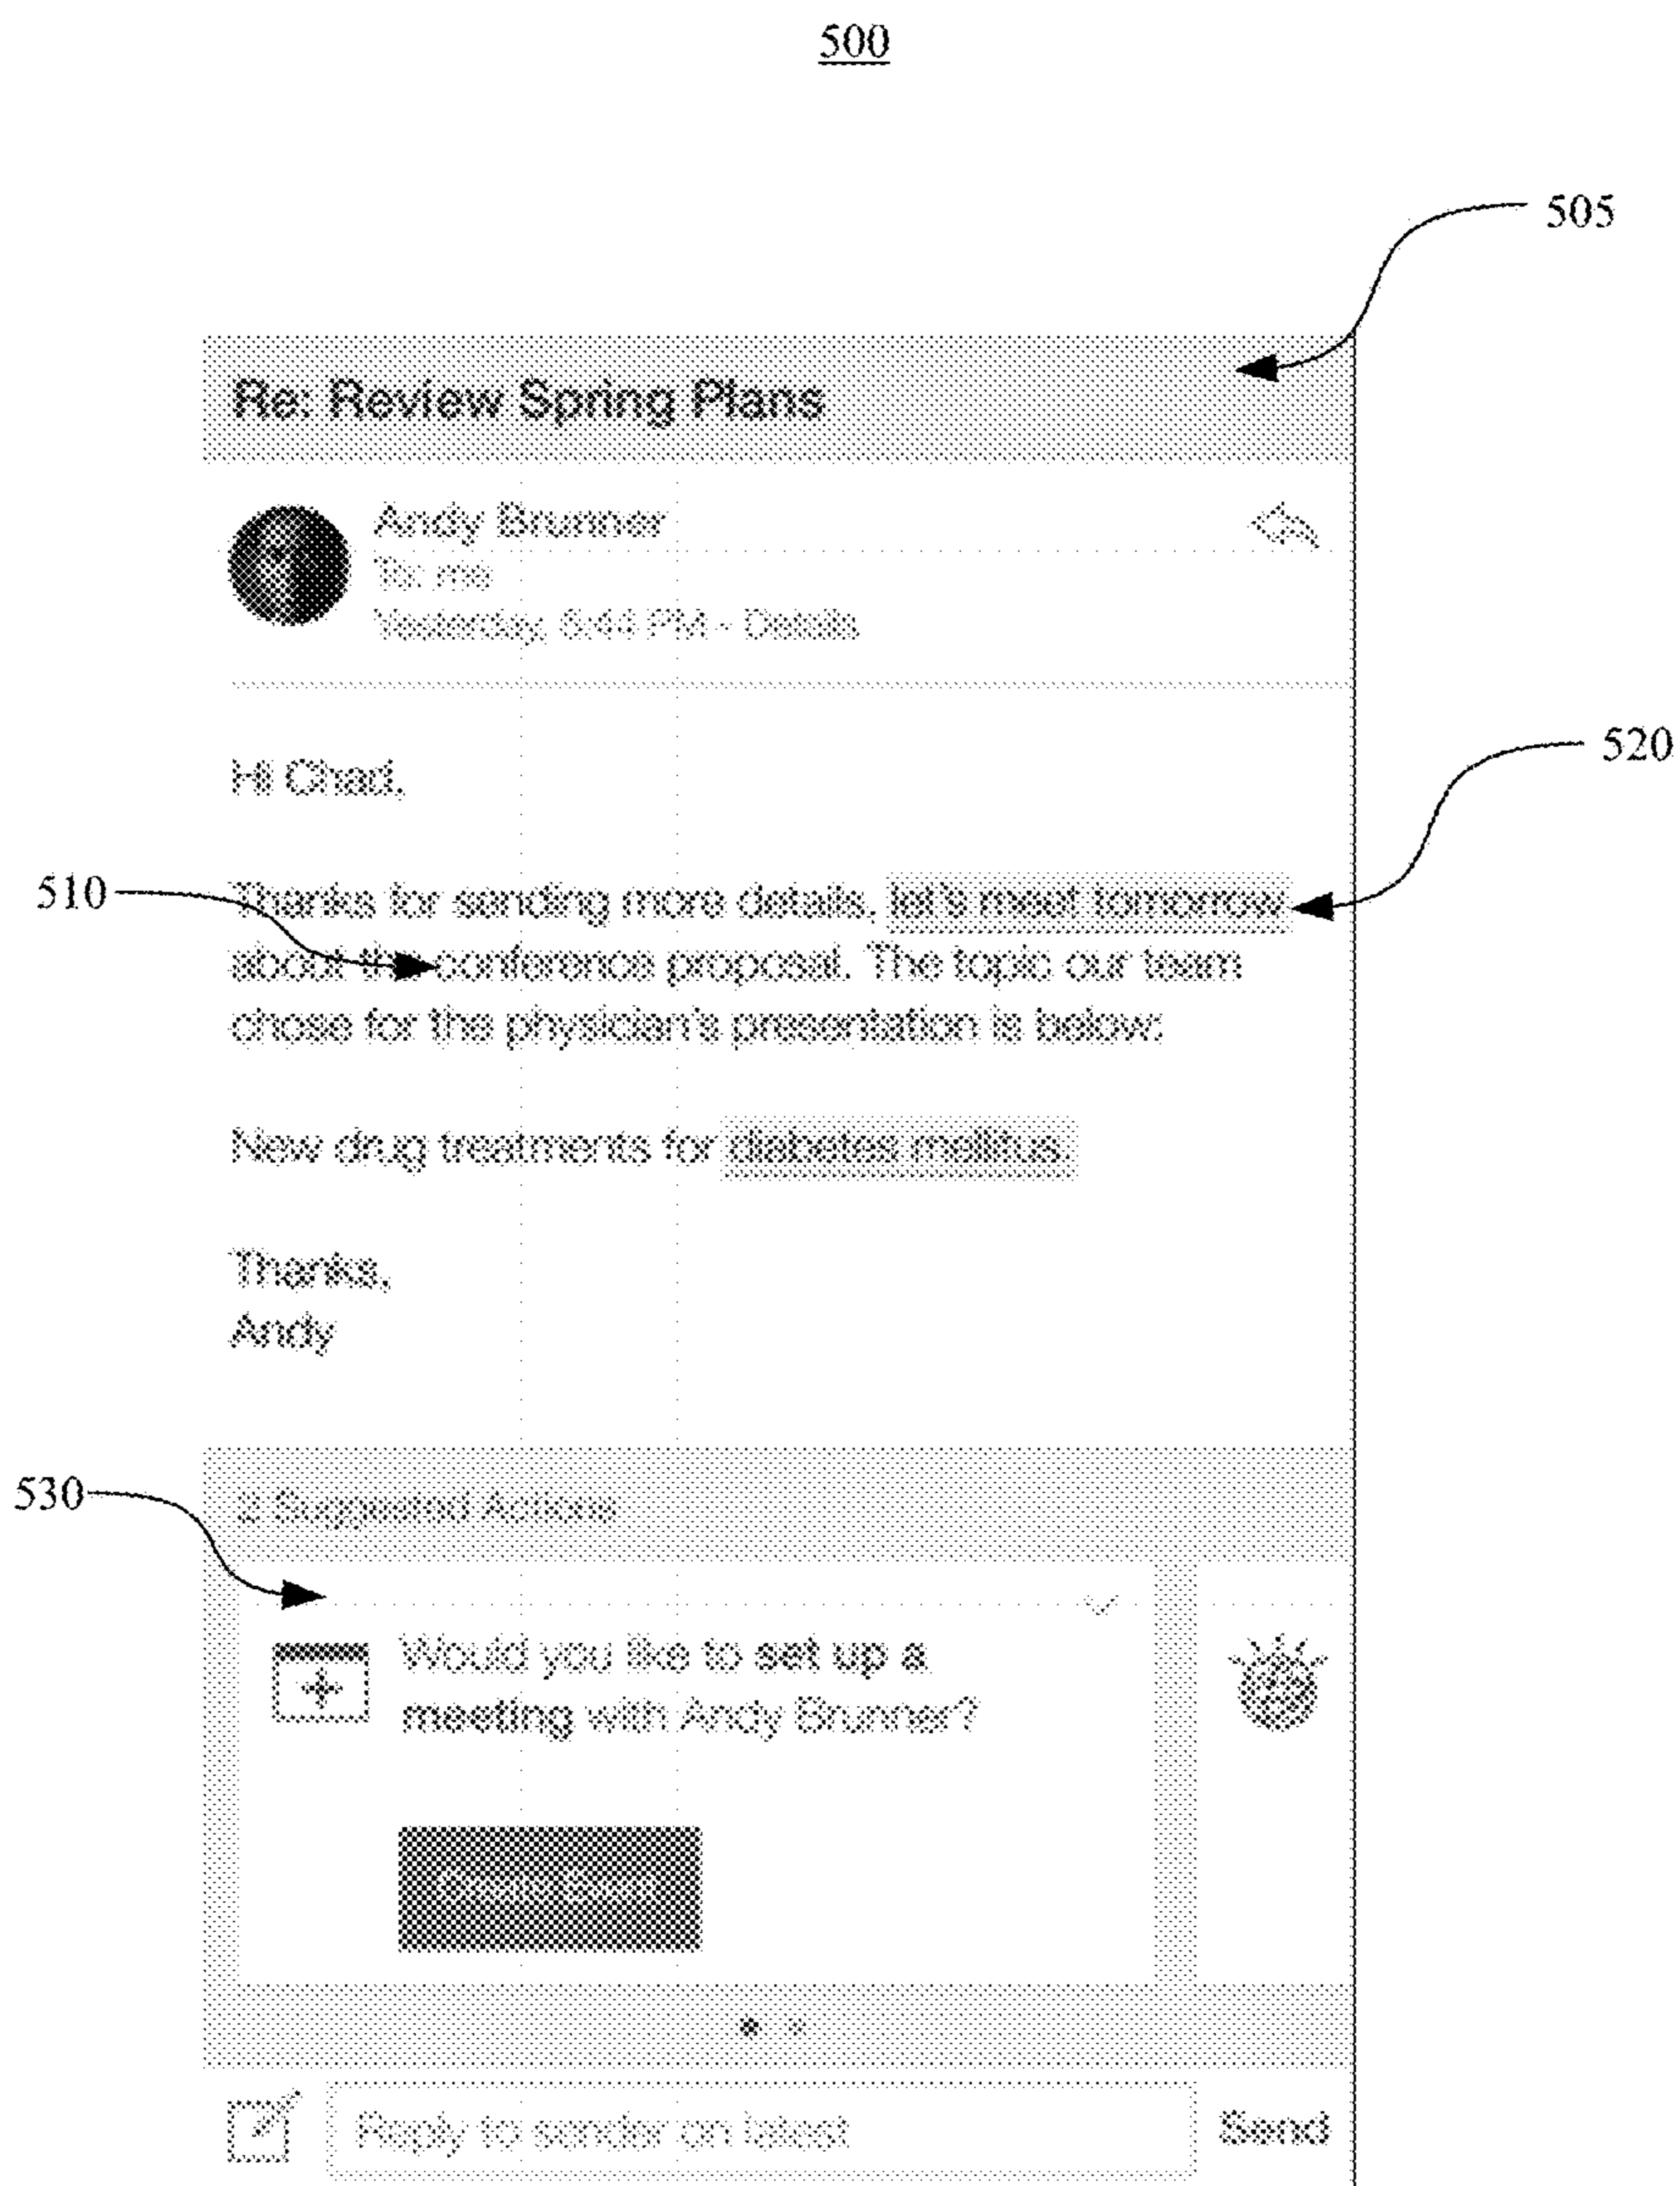 500
505
Re: Review Spring Plans
Andy Brunner
To: me
Yesterday, 6:44 PM - Details
520
Hi Chad,
510
Thanks for sending more details, let's meet tomorrow
about the conference proposal. The topic our team
chose for the physician's presentation is below:
New drug treatments for diabetes mellitus.
Thanks,
Andy
530
2 Suggested Actions
Would you like to set up a
meeting with Andy Brunner?
Reply to sender on latest
Send